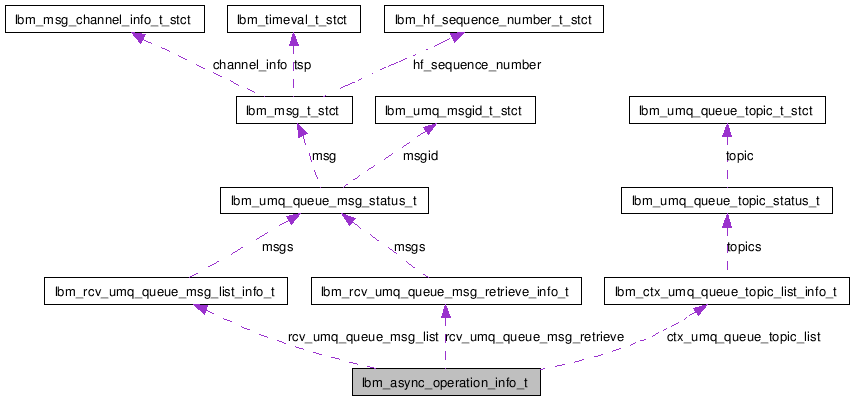 lbm_msg_channel_info_t_stct
lbm_timeval_t_stct
lbm_hf_sequence_number_t_stct
channel_info
tsp
hf_sequence_number
lbm_msg_t_stct
lbm_umq_msgid_t_stct
lbm_umq_queue_topic_t_stct
msg
msgid
topic
lbm_umq_queue_msg_status_t
lbm_umq_queue_topic_status_t
msgs
msgs
topics
lbm_rcv_umq_queue_msg_list_info_t
lbm_rcv_umq_queue_msg_retrieve_info_t
lbm_ctx_umq_queue_topic_list_info_t
rcv_umq_queue_msg_list
rcv_umq_queue_msg_retrieve
ctx_umq_queue_topic_list
lbm_async_operation_info_t